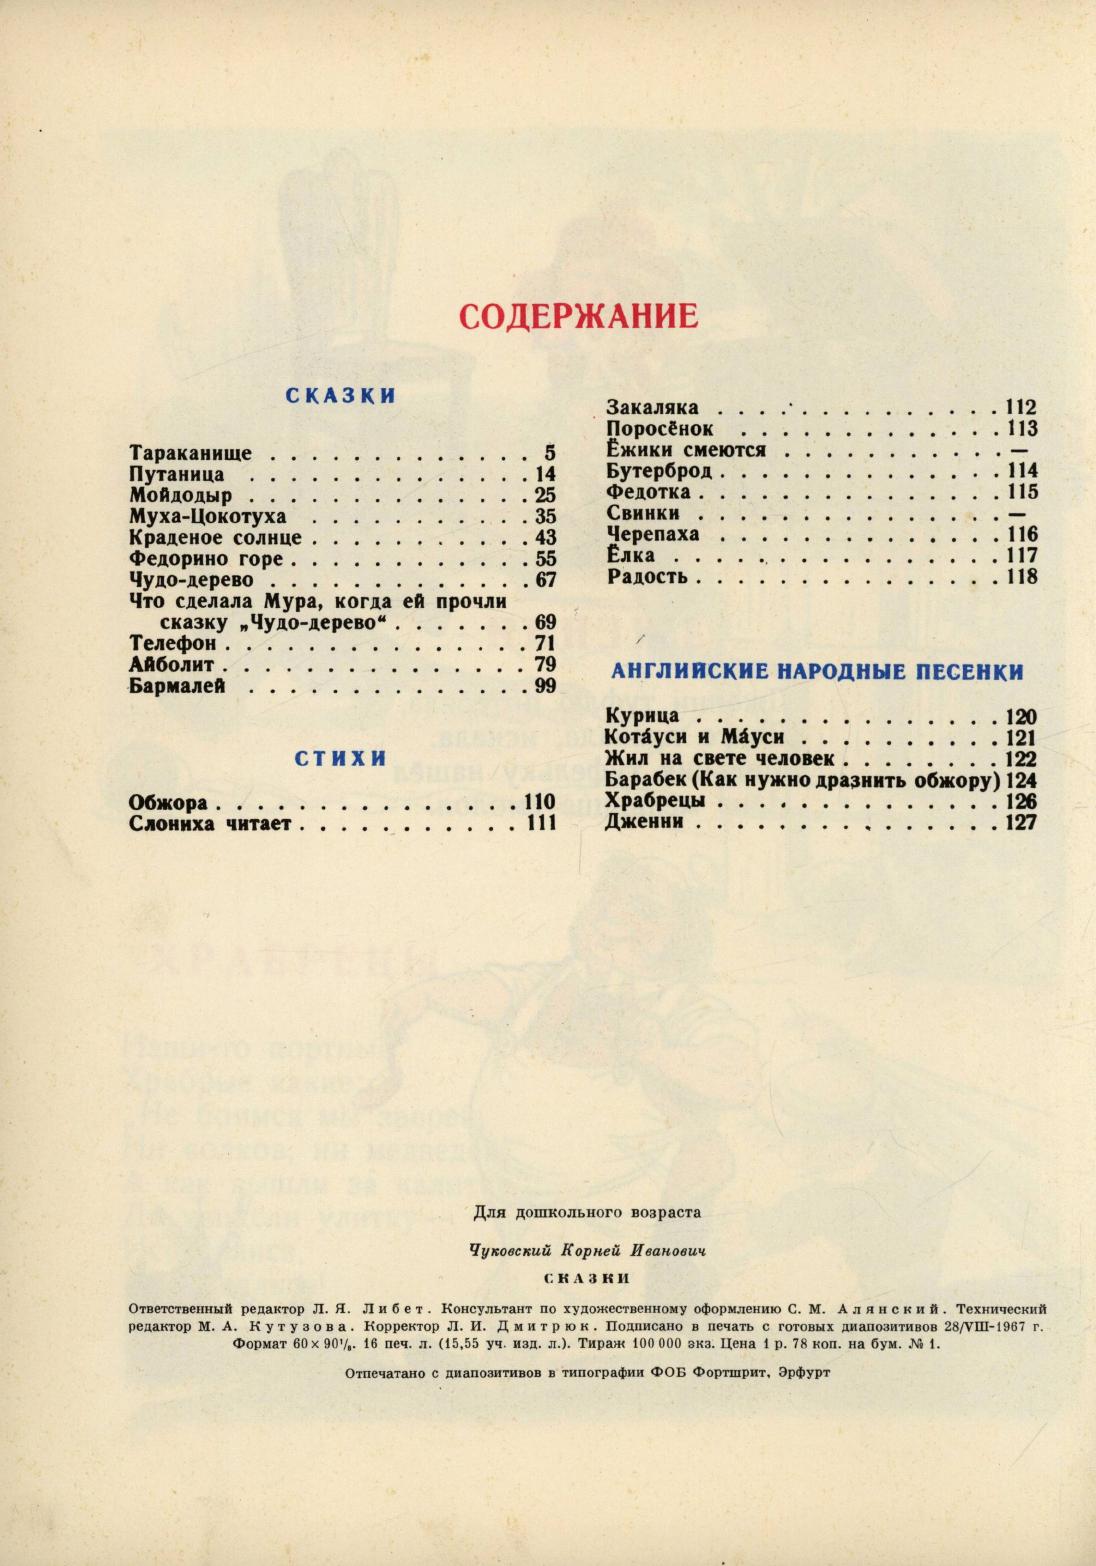 СОДЕРЖАНИЕ
СКАЗКИ
Тараканище . . . . . . . . . . . . . 5
Путаница . . . . . . . . . . . . . . 14
Мойдодыр . . . . . . . . . . . . . . 25
Муха-Цокотуха . . . . . . . . . . . 35
Краденое солнце . . . . . . . . . . . 43
Федорино горе . . . . . . . . . . . . 55
Чудо-дерево . . . . . . . . . . . . . 67
Что сделала Мура, когда ей прочли
сказку „Чудо-дерево“ . . . . . . . 69
Телефон . . . . . . . . . . . . . . . 71
Айболит . . . . . . . . . . . . . . . 79
Бармалей . . . . . . . . . . . . . . 99
СТИХИ
Обжора . . . . . . . . . . . . . . . 110
Слониха читает . . . . . . . . . . . 111
Закаляка . . . . . . . . . . . . . . 112
Поросёнок . . . . . . . . . . . . . 113
Ёжики смеются . . . . . . . . . . . —
Бутерброд . . . . . . . . . . . . . . 114
Федотка . . . . . . . . . . . . . . . 115
Свинки . . . . . . . . . . . . . . . —
Черепаха . . . . . . . . . . . . . . 116
Ёлка . . . . . . . . . . . . . . . . 117
Радость . . . . . . . . . . . . . . . 118
АНГЛИЙСКИЕ НАРОДНЫЕ ПЕСЕНКИ
Курица . . . . . . . . . . . . . . . 120
Кота́уси и Ма́уси . . . . . . . . . . 121
Жил на свете человек . . . . . . . . 122
Барабек (Как нужно дразнить обжору) 124
Храбрецы . . . . . . . . . . . . . . 126
Дженни . . . . . . . . . . . . . . . 127
Для дошкольного возраста
Чуковский Корней Иванович
СКАЗКИ
Ответственный редактор Л. Я. Либет. Консультант по художественному оформлению С. М. Алянский. Технический
редактор М. А. Кутузова. Корректор Л. И. Дмитрюк. Подписано в печать с готовых диапозитивов 28/VIII-1967 г.
Формат 60×90⅛. 16 печ. л. (15,55 уч. изд. л.). Тираж 100 000 экз. Цена 1 р. 78 коп. на бум. № 1.
Отпечатано с диапозитивов в типографии ФОБ Фортшрит, Эрфурт